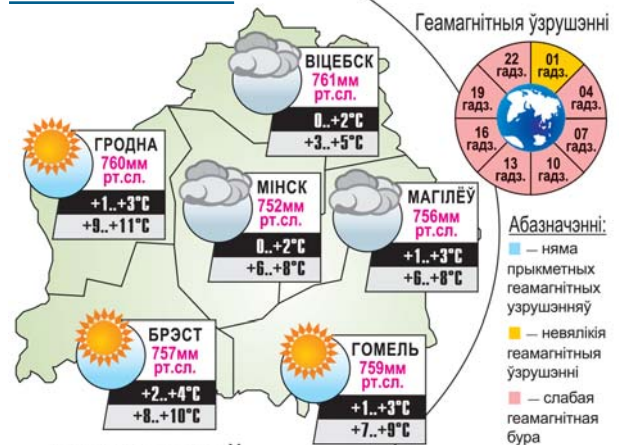 Геамагнітныя ўзрушэнні
22
гадз.
01
гадз.
19
гадз.
04
гадз.
16
гадз.
07
гадз.
13
гадз.
10
гадз.
ВІЦЕБСК
761мм
рт.сл.
0..+2°C
+3..+5°C
ГРОДНА
760мм
рт.сл.
+1..+3°C
+9..+11°C
МІНСК
752мм
рт.сл.
0..+2°C
+6..+8°C
МАГІЛЁЎ
756мм
рт.сл.
+1..+3°C
+6..+8°C
БРЭСТ
757мм
рт.сл.
+2..+4°C
+8..+10°C
ГОМЕЛЬ
759мм
рт.сл.
+1..+3°C
+7..+9°C
Абазначэнні:
— няма
прыкметных
геамагнітных
узрушэнняў
— невялікія
геамагнітныя
ўзрушэнні
— слабая
геамагнітная
бура